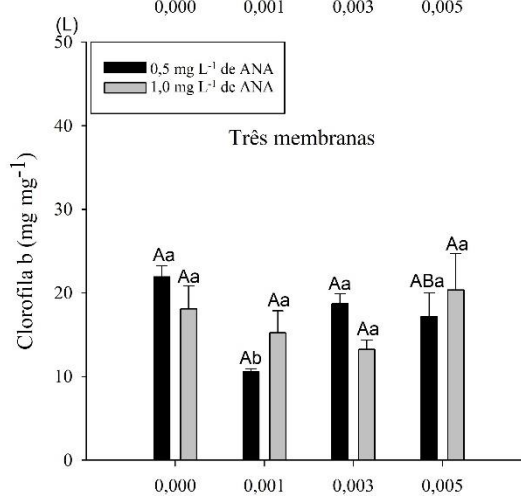 0,000 0,001 0,003 0,005
(L)
50
0,5 mg L-1 de ANA
1,0 mg L-1 de ANA
40
Três membranas
30
Clorofila b (mg mg-1)
Aa Aa Ab Aa Aa Aa ABa Aa
20
10
0
0,000 0,001 0,003 0,005